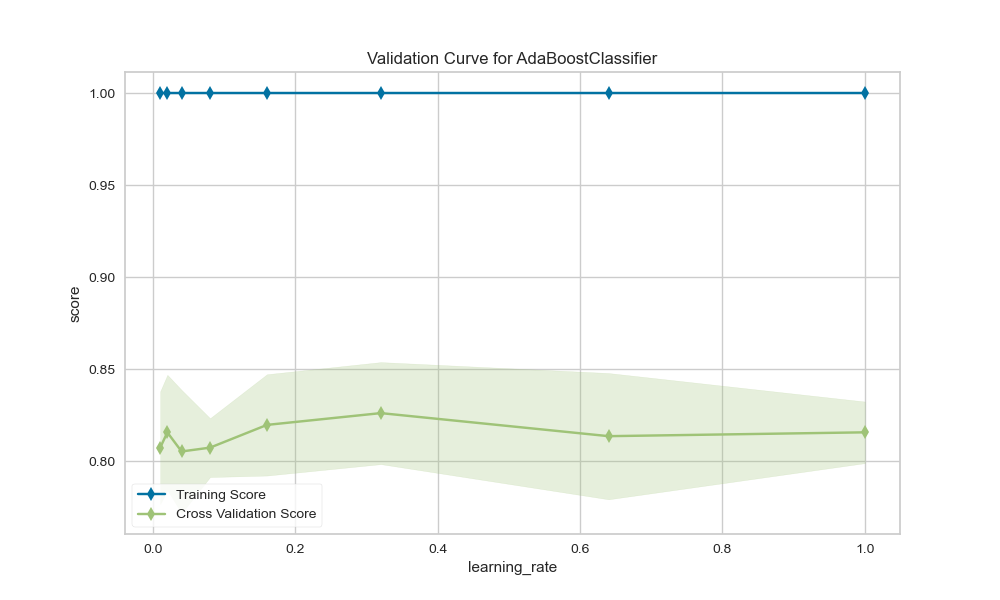 Validation Curve for AdaBoostClassifier
1.00
0.95
0.90
0.85
0.80
score
Training Score
Cross Validation Score
0.0 0.2 0.4 0.6 0.8 1.0
learning_rate